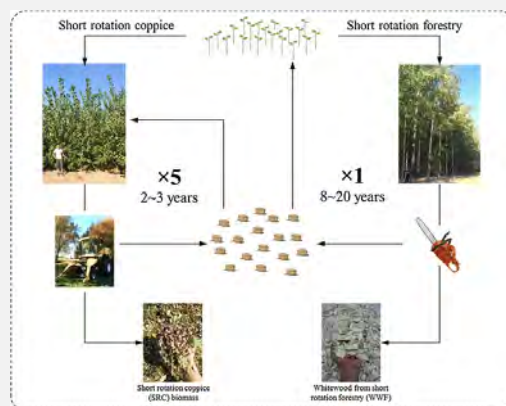 Short rotation coppice
Short rotation forestry
×5
2~3 years
×1
8~20 years
Short rotation coppice
(SRC) biomass
Whitewood from short
rotation forestry (WWF)